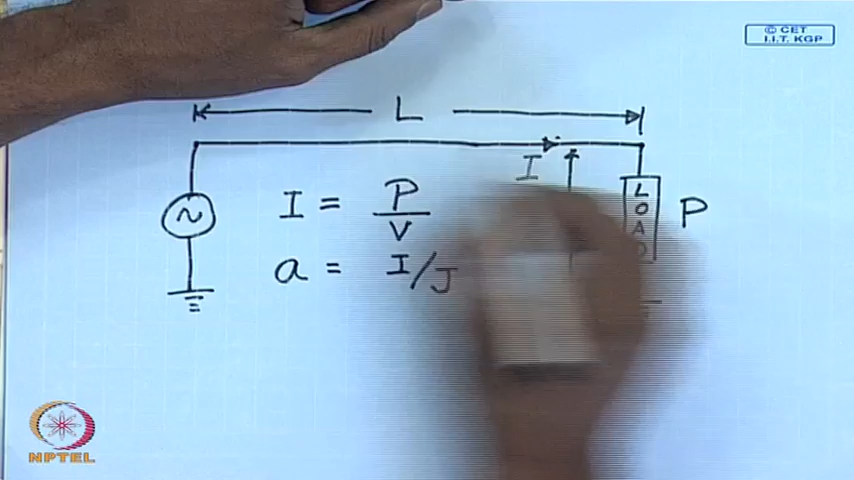 © CET
I.I.T. KGP
L
I
I = P/V
L
O
A
P
a = I/J
NPTEL